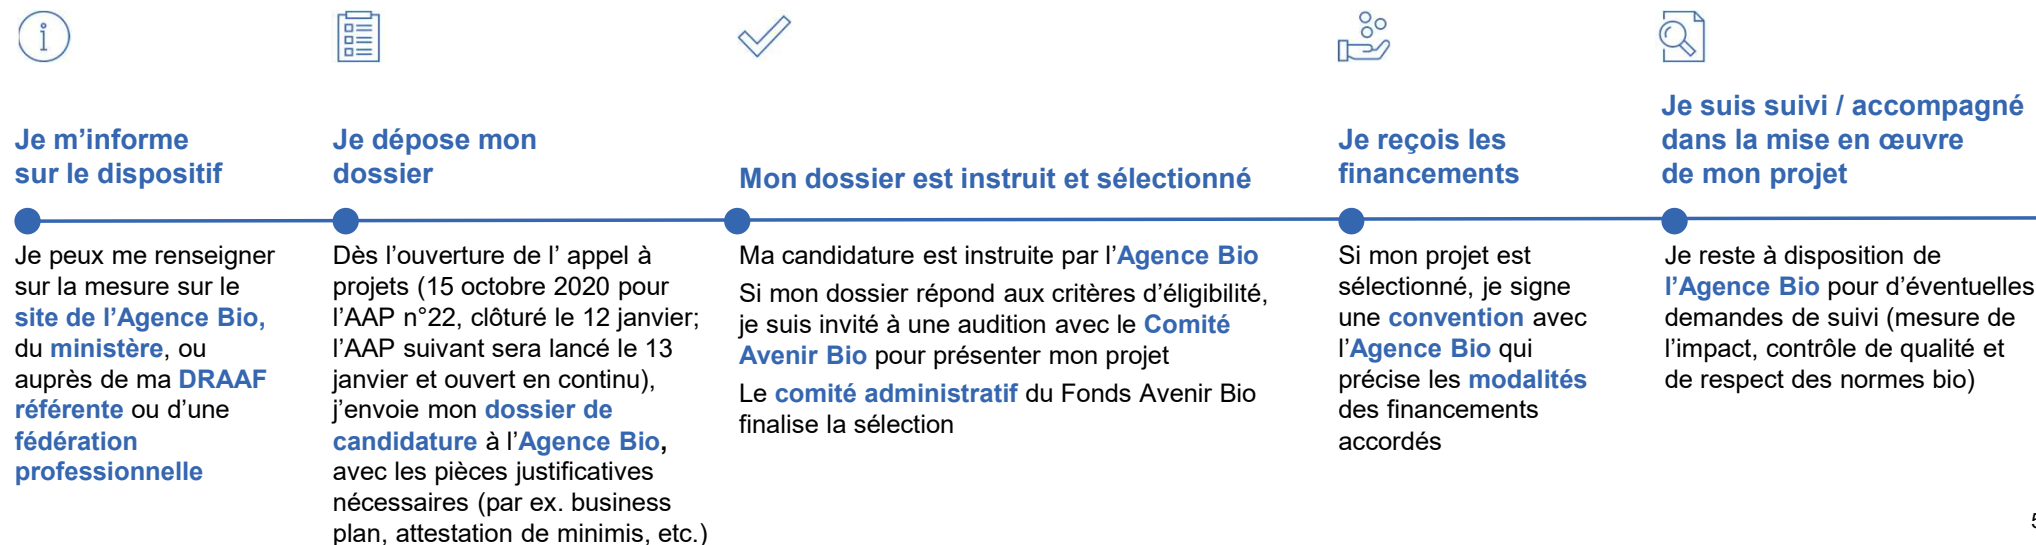 Je m’informe
sur le dispositif
Je peux me renseigner
sur la mesure sur le
site de l’Agence Bio,
du ministère, ou
auprès de ma DRAAF
référente ou d’une
fédération
professionnelle
Je dépose mon
dossier
Dès l’ouverture de l’ appel à
projets (15 octobre 2020 pour
l’AAP n°22, clôturé le 12 janvier;
l’AAP suivant sera lancé le 13
janvier et ouvert en continu),
j’envoie mon dossier de
candidature à l’Agence Bio,
avec les pièces justificatives
nécessaires (par ex. business
plan, attestation de minimis, etc.)
Mon dossier est instruit et sélectionné
Ma candidature est instruite par l’Agence Bio
Si mon dossier répond aux critères d’éligibilité,
je suis invité à une audition avec le Comité
Avenir Bio pour présenter mon projet
Le comité administratif du Fonds Avenir Bio
finalise la sélection
Je reçois les
financements
Si mon projet est
sélectionné, je signe
une convention avec
l’Agence Bio qui
précise les modalités
des financements
accordés
Je suis suivi / accompagné
dans la mise en œuvre
de mon projet
Je reste à disposition de
l’Agence Bio pour d’éventuelles
demandes de suivi (mesure de
l’impact, contrôle de qualité et
de respect des normes bio)